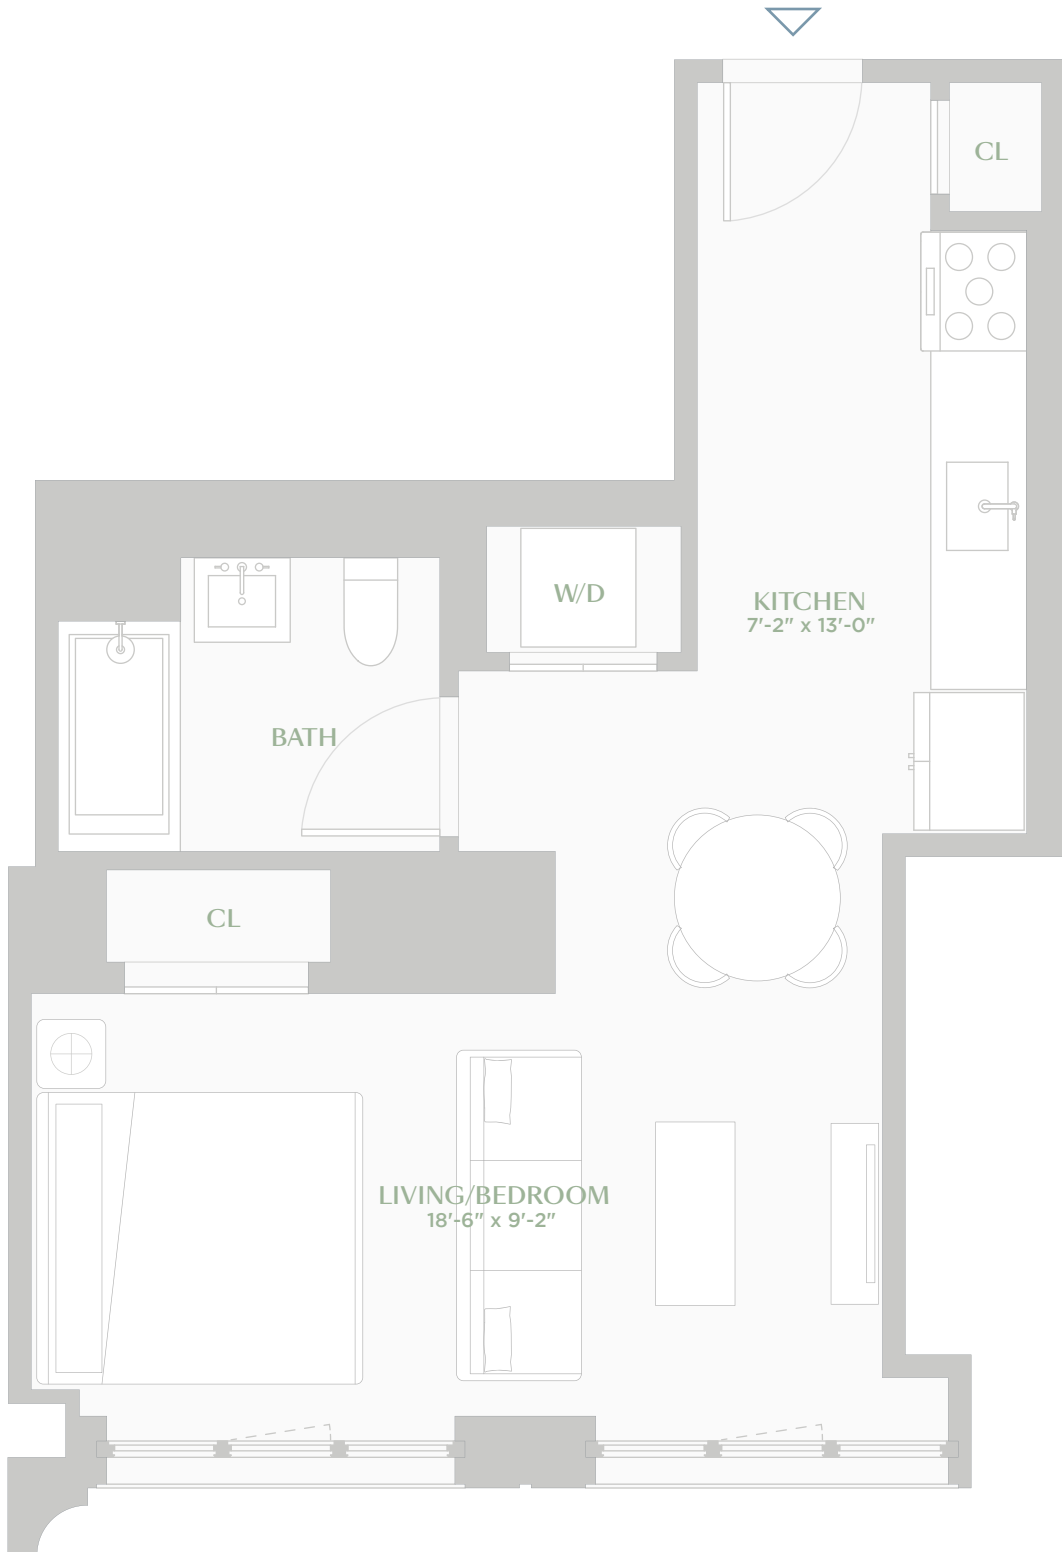 CL
W/D
KITCHEN
7'-2" x 13'-0"
BATH
CL
LIVING/BEDROOM
18'-6" x 9'-2"